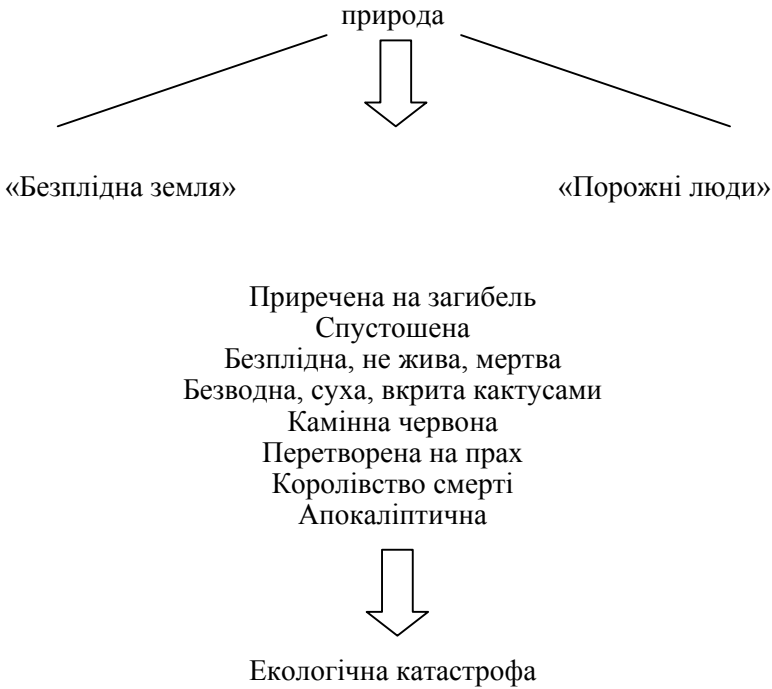 природа
«Безплідна земля»
«Порожні люди»
Приречена на загибель
Спустошена
Безплідна, не жива, мертва
Безводна, суха, вкрита кактусами
Камінна червона
Перетворена на прах
Королівство смерті
Апокаліптична
Екологічна катастрофа